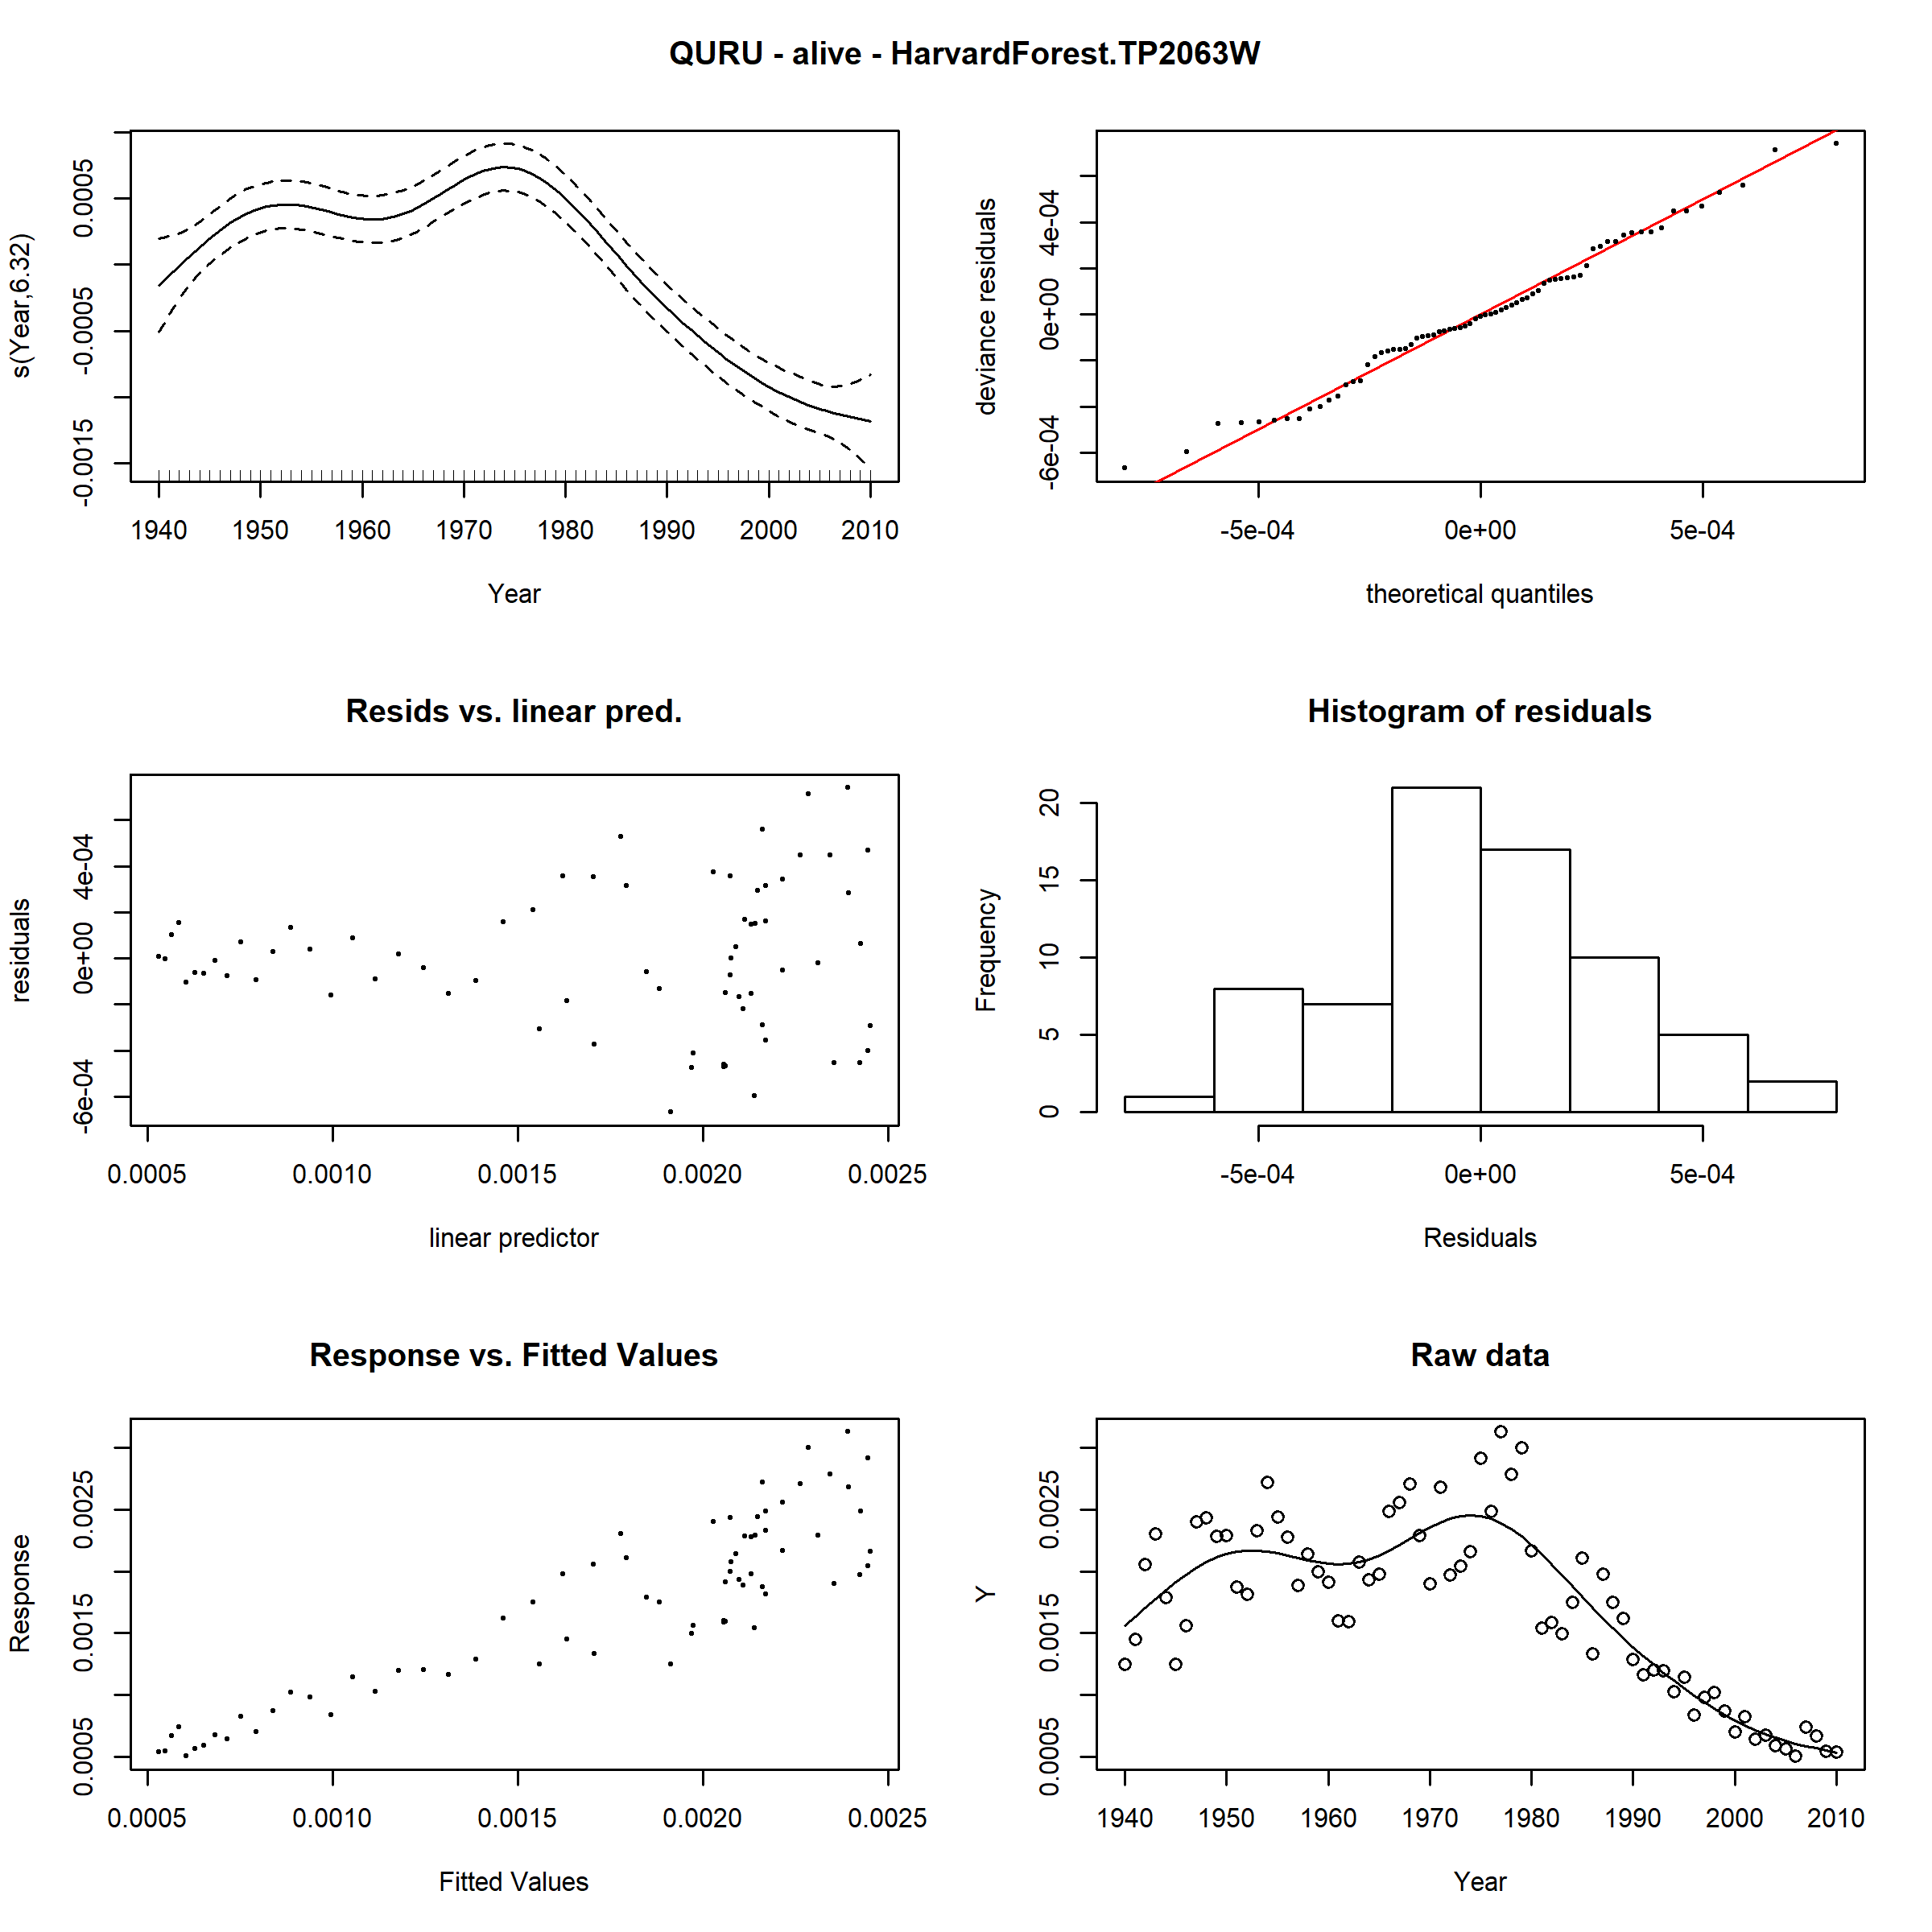 QURU - alive - HarvardForest.TP2063W
s(Year,6.32)
-0.0015 -0.0005 0.0005
1940 1950 1960 1970 1980 1990 2000 2010
Year
deviance residuals
-6e-04 0e+00 4e-04
-5e-04 0e+00 5e-04
theoretical quantiles
Resids vs. linear pred.
residuals
-6e-04 0e+00 4e-04
0.0005 0.0010 0.0015 0.0020 0.0025
linear predictor
Histogram of residuals
Frequency
0 5 10 15 20
-5e-04 0e+00 5e-04
Residuals
Response vs. Fitted Values
Response
0.0005 0.0015 0.0025
0.0005 0.0010 0.0015 0.0020 0.0025
Fitted Values
Raw data
Y
0.0005 0.0015 0.0025
1940 1950 1960 1970 1980 1990 2000 2010
Year